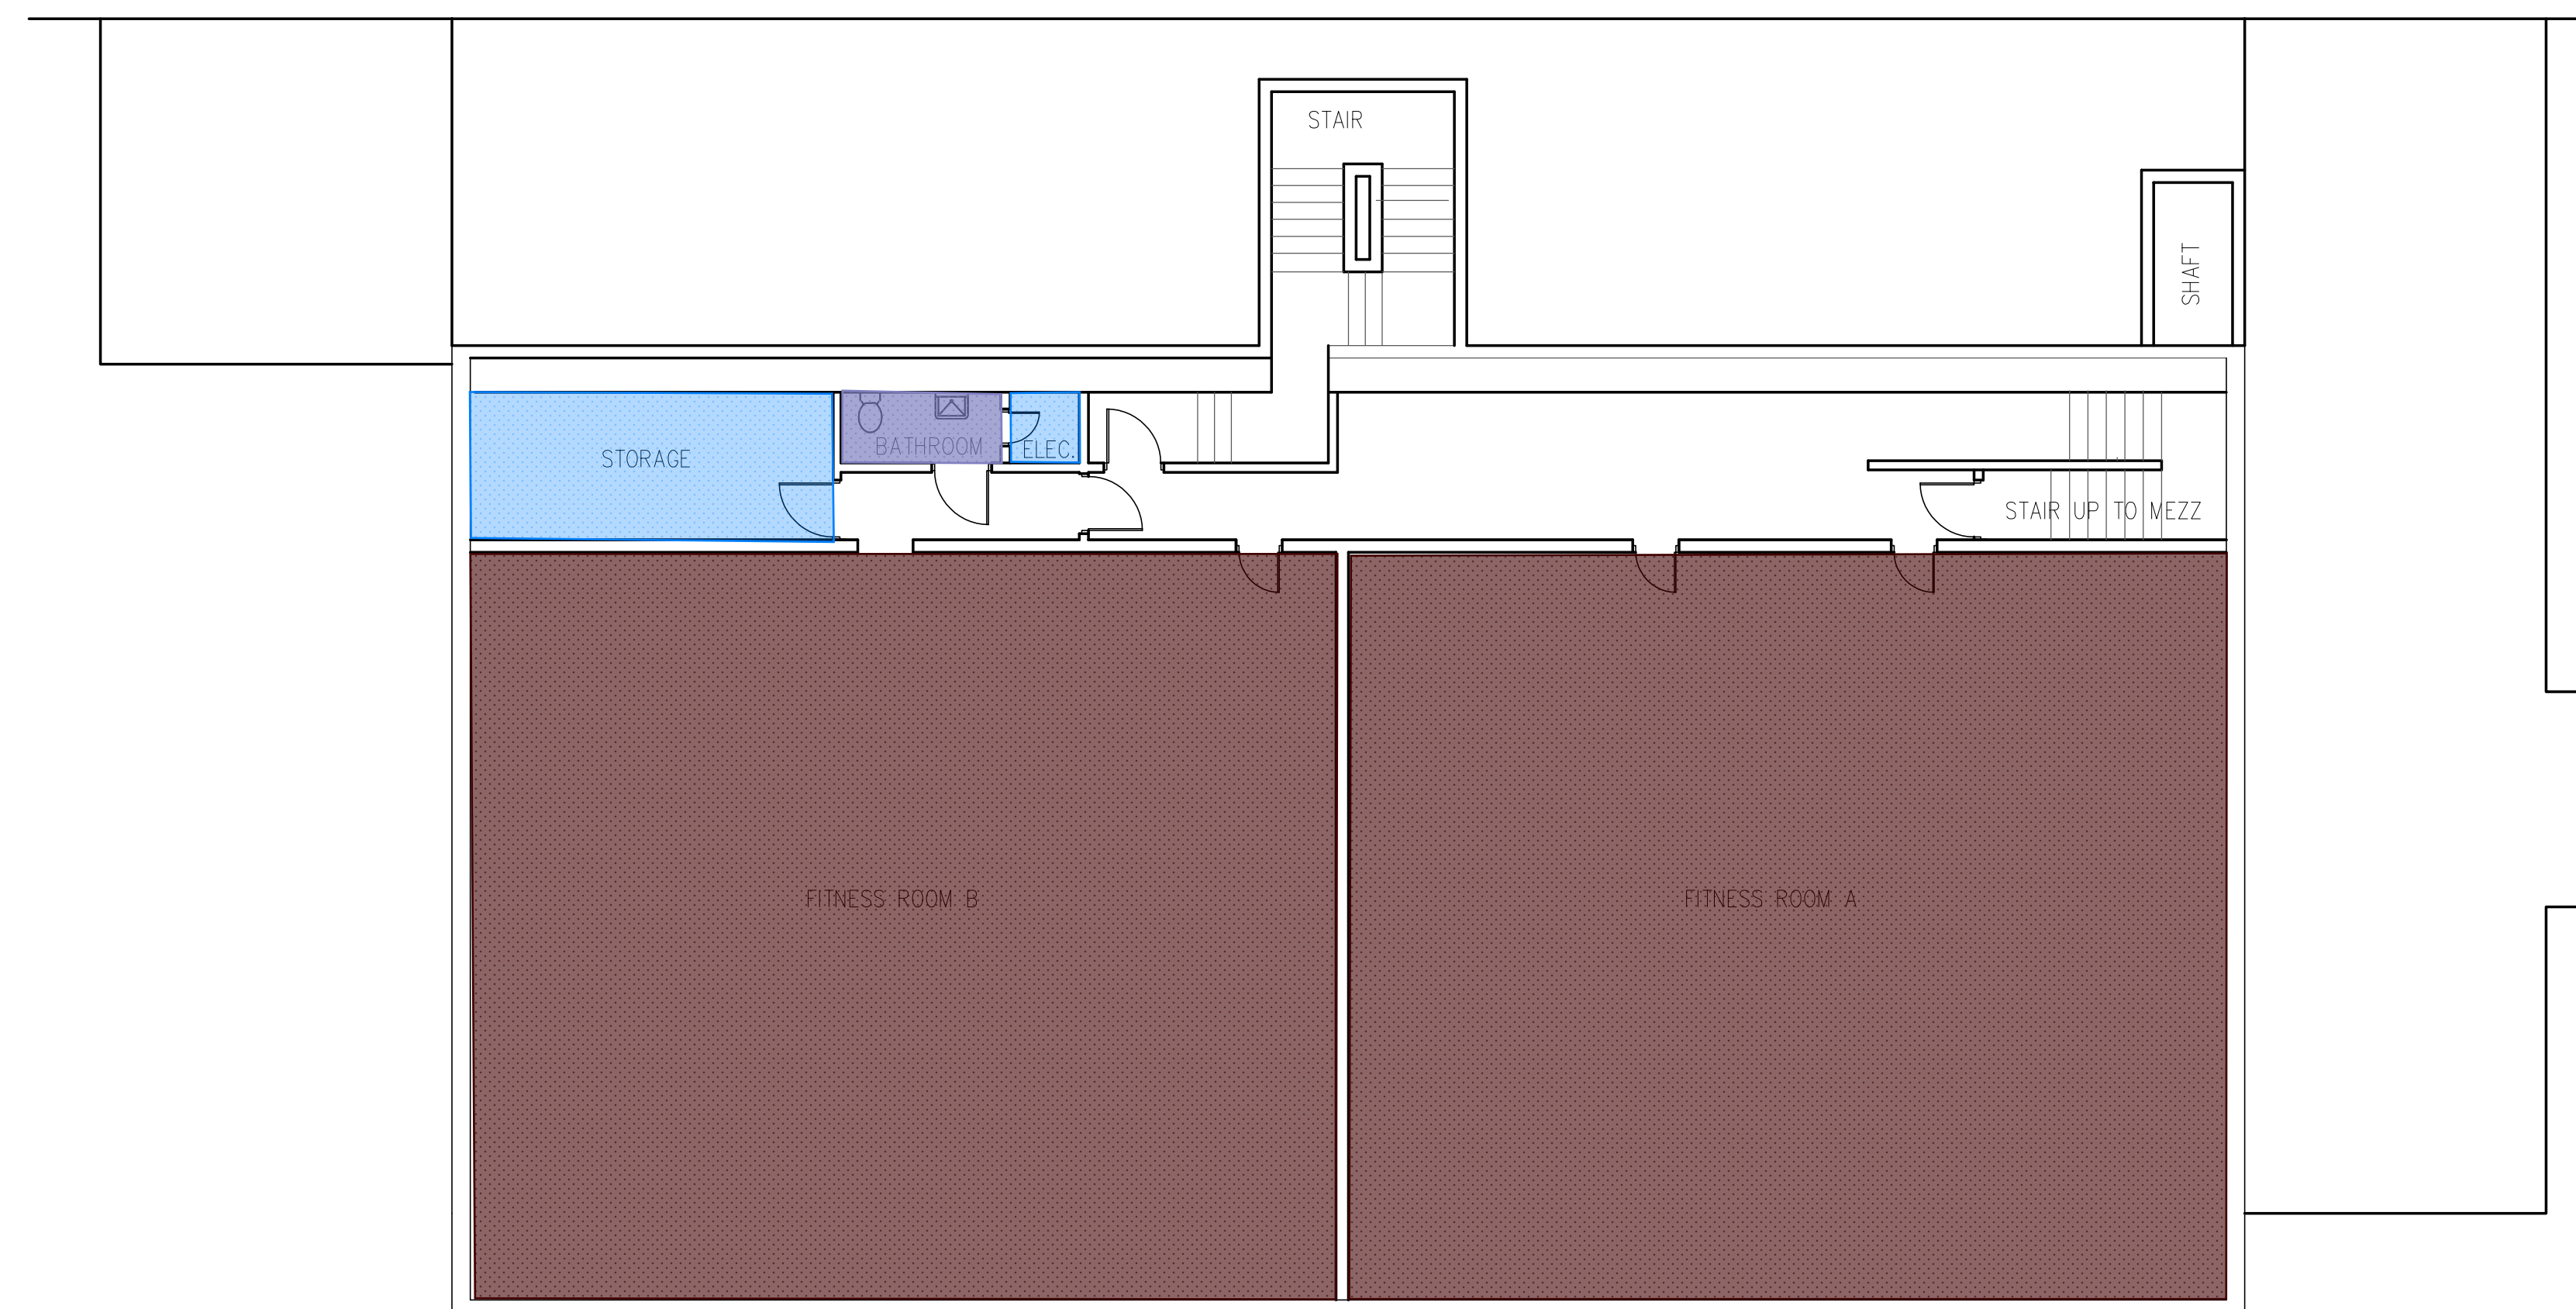 STAIR
SHAFT
STORAGE
BATHROOM
ELEC.
STAIR UP TO MEZZ
FITNESS ROOM B
FITNESS ROOM A